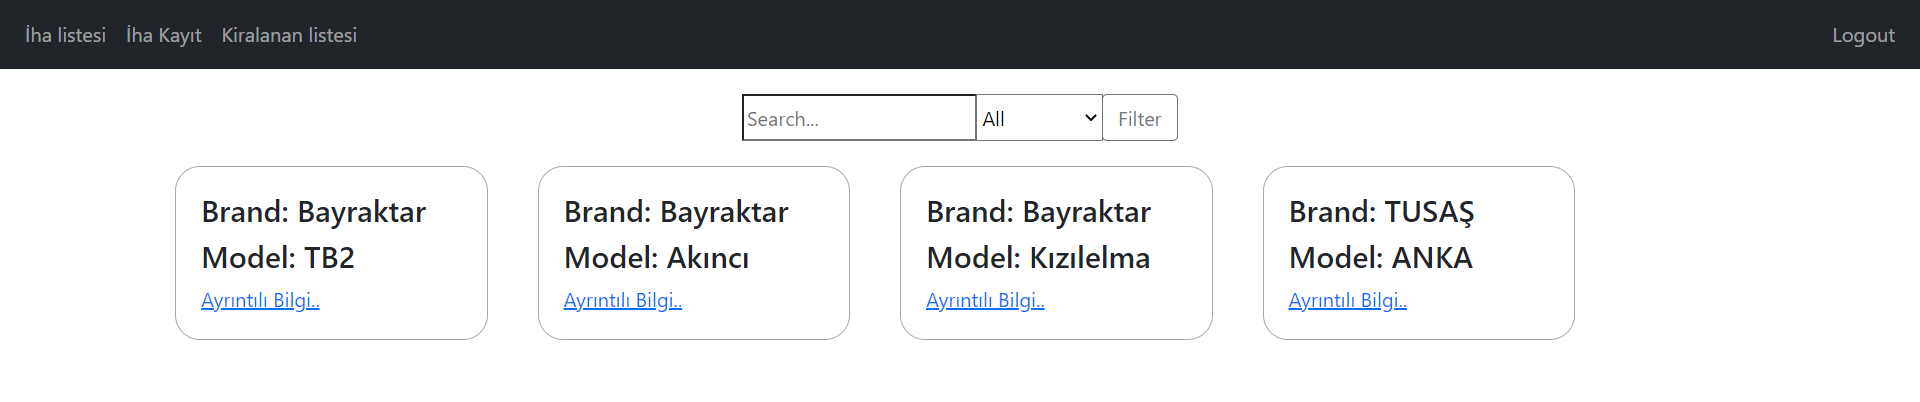 İha listesi İha Kayıt Kiralanan listesi Logout
Search... All Filter
Brand: Bayraktar
Model: TB2
Ayrıntılı Bilgi..
Brand: Bayraktar
Model: Akıncı
Ayrıntılı Bilgi..
Brand: Bayraktar
Model: Kızılelma
Ayrıntılı Bilgi..
Brand: TUSAŞ
Model: ANKA
Ayrıntılı Bilgi..